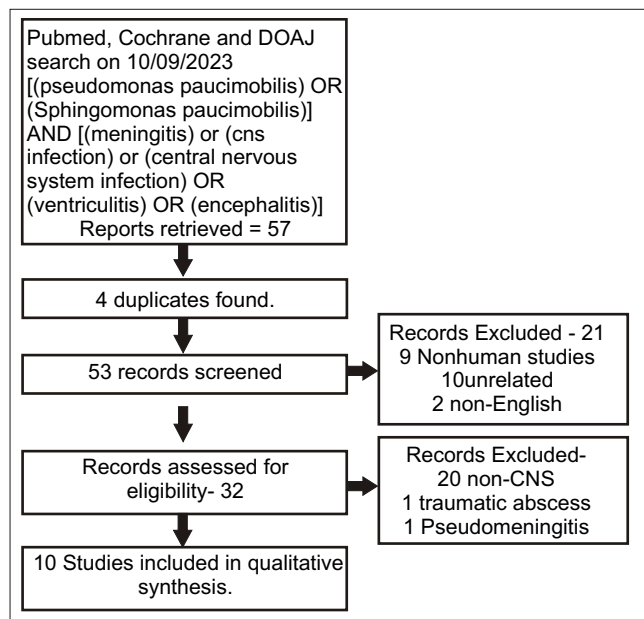 Pubmed, Cochrane and DOAJ
search on 10/09/2023
[(pseudomonas paucimobilis) OR
(Sphingomonas paucimobilis)]
AND [(meningitis) or (cns
infection) or (central nervous
system infection) OR
(ventriculitis) OR (encephalitis)]
Reports retrieved = 57
4 duplicates found.
53 records screened
Records Excluded - 21
9 Nonhuman studies
10unrelated
2 non-English
Records assessed for
eligibility- 32
Records Excluded-
20 non-CNS
1 traumatic abscess
1 Pseudomeningitis
10 Studies included in qualitative
synthesis.